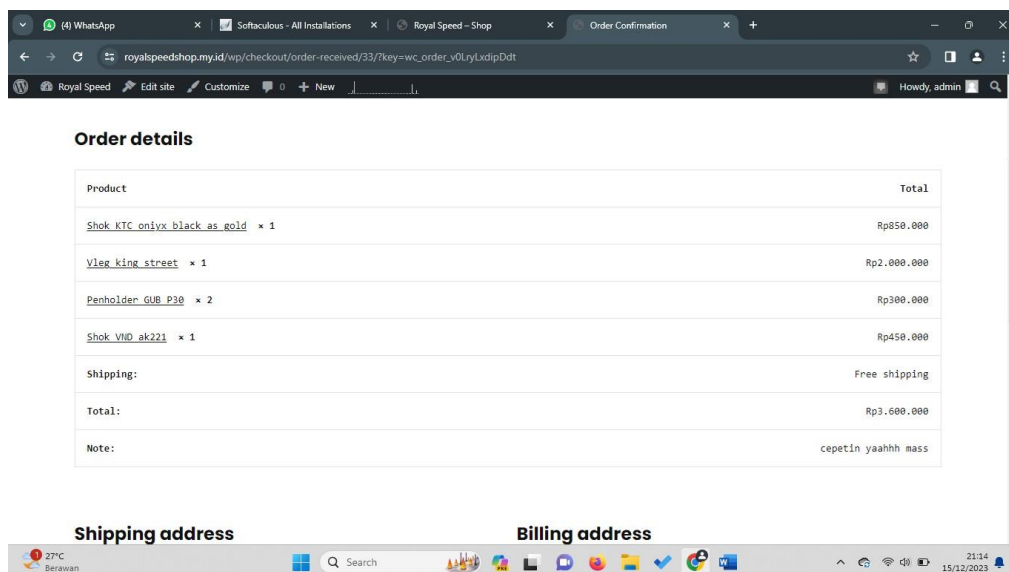 (4) WhatsApp
Softaculous - All Installations
Royal Speed – Shop
Order Confirmation
royalspeedshop.my.id/wp/checkout/order-received/33/?key=wc_order_v0LryLxdipDdt
Royal Speed Edit site Customize 0 New Howdy, admin
Order details
Product Total
Shok KTC oniyx black as gold × 1 Rp850.000
Vleg king street × 1 Rp2.000.000
Penholder GUB P30 × 2 Rp300.000
Shok VND ak221 × 1 Rp450.000
Shipping: Free shipping
Total: Rp3.600.000
Note: cepetin yaahhh mass
Shipping address Billing address
1 27°C Search PRE 21:14
Berawan 15/12/2023